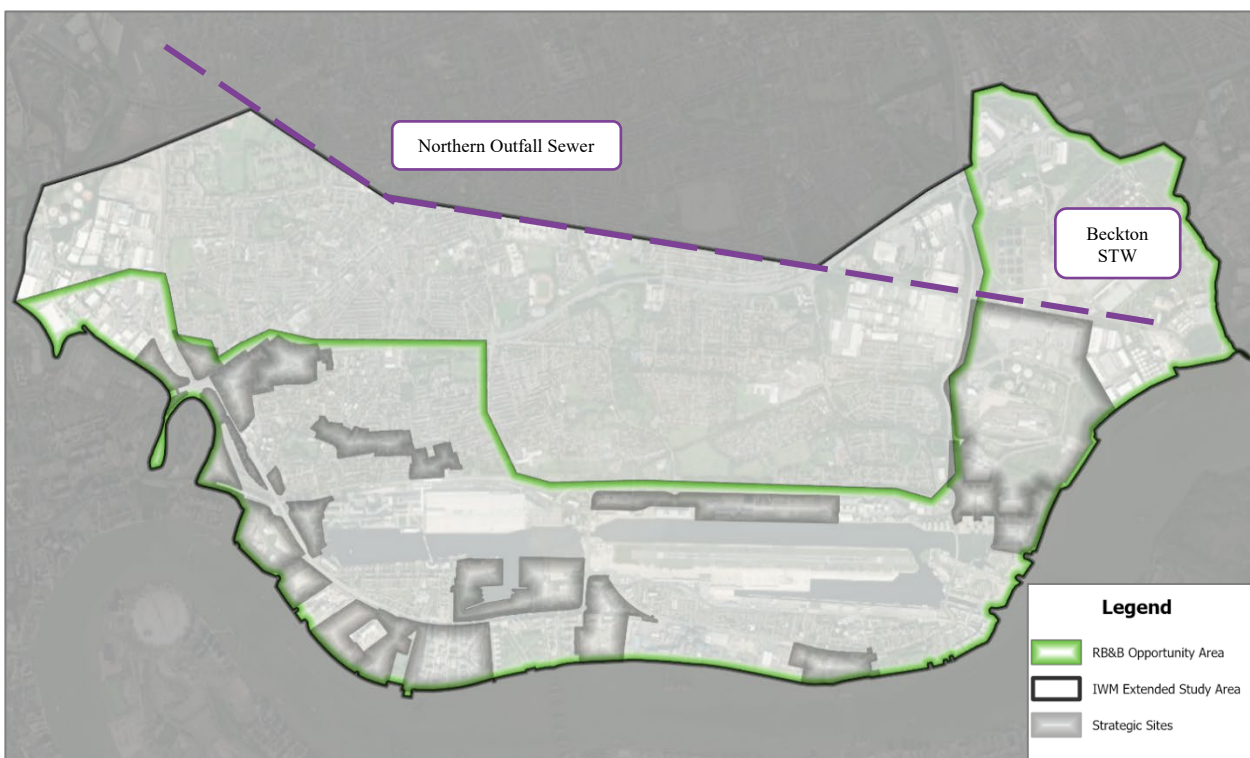 Northern Outfall Sewer
Beckton
STW
Legend
RB&B Opportunity Area
IWM Extended Study Area
Strategic Sites